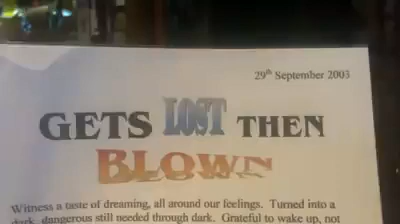 29th September 2003
GETS LOST THEN
BLOWN
Witness a taste of dreaming, all around our feelings. Turned into a
dark, dangerous still needed through dark. Grateful to wake up, not